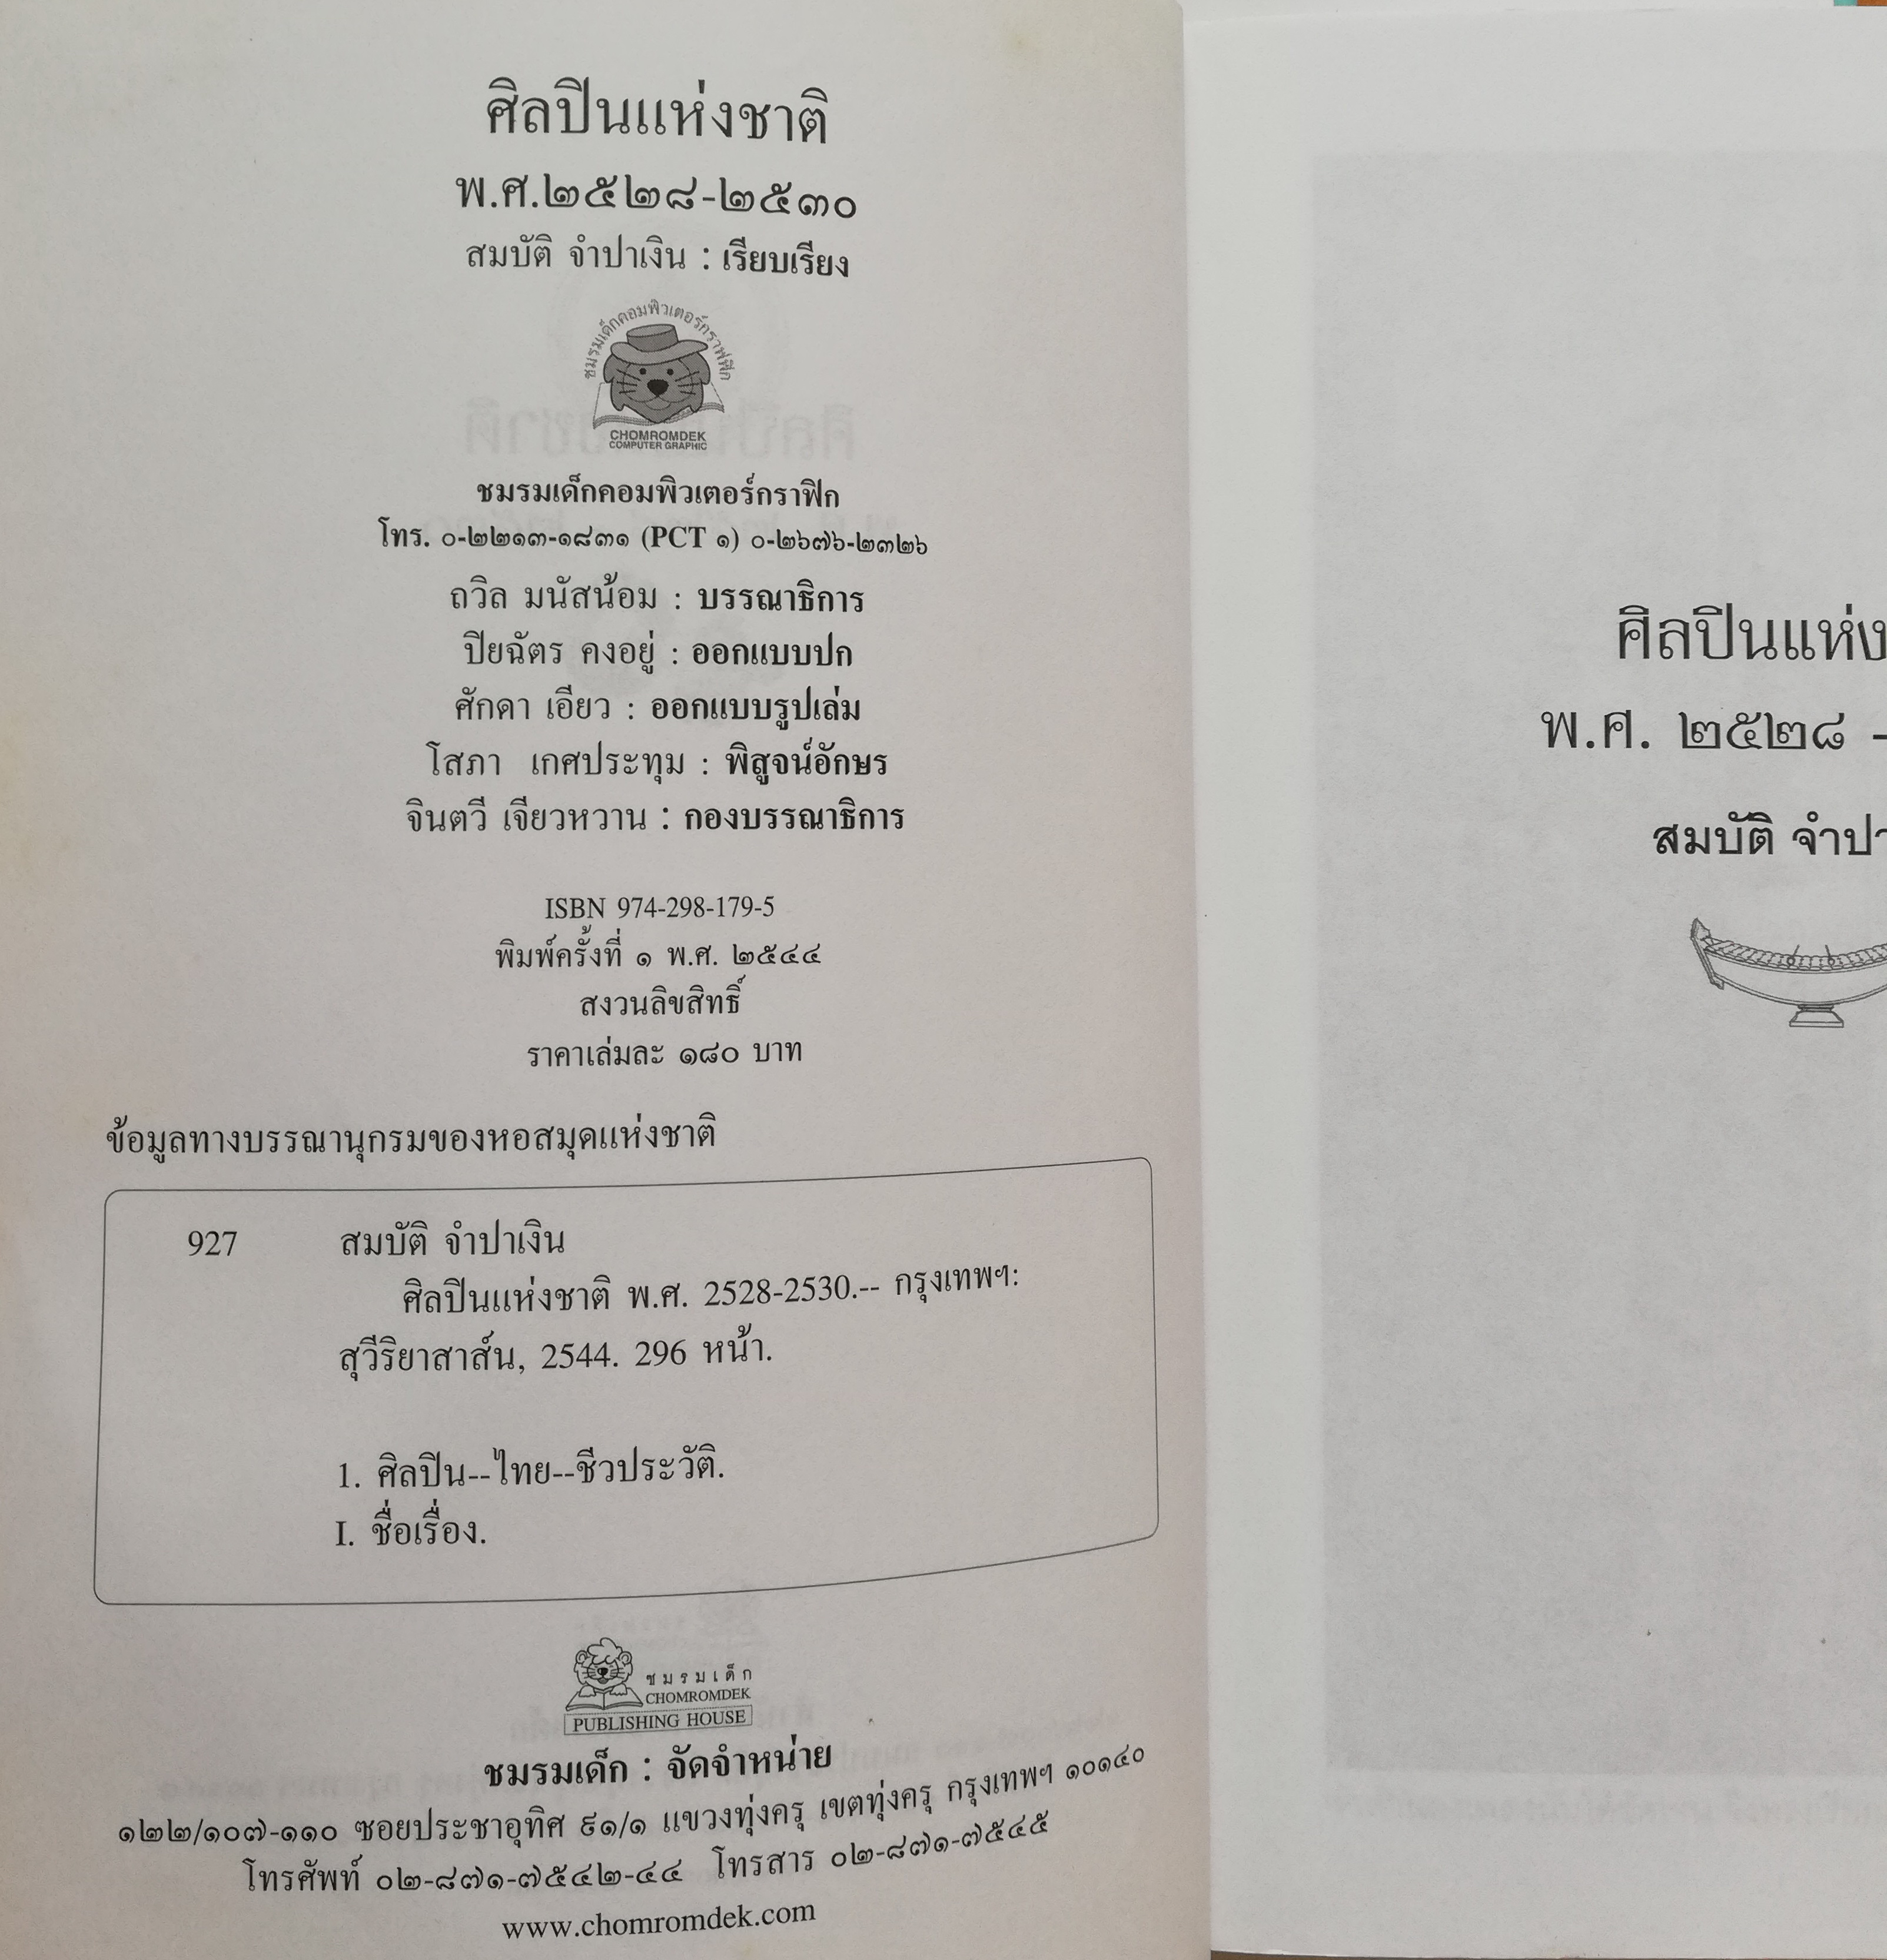 ศิลปินแห่งชาติ
พ.ศ.๒๕๒๘-๒๕๓๐
สมบัติ จำปาเงิน : เรียบเรียง
ชมรมเด็กคอมพิวเตอร์กราฟฟิก
CHOMROMDEK
COMPUTER GRAPHIC
ชมรมเด็กคอมพิวเตอร์กราฟิก
โทร. ๐-๒๒๑๓-๑๘๓๑ (PCT ๑) ๐-๒๖๗๖-๒๓๒๖
ถวิล มนัสน้อม : บรรณาธิการ
ปิยฉัตร คงอยู่ : ออกแบบปก
ศักดา เอียว : ออกแบบรูปเล่ม
โสภา เกศประทุม : พิสูจน์อักษร
จินตวี เจียวหวาน : กองบรรณาธิการ
ISBN 974-298-179-5
พิมพ์ครั้งที่ ๑ พ.ศ. ๒๕๔๔
สงวนลิขสิทธิ์
ราคาเล่มละ ๑๘๐ บาท
ข้อมูลทางบรรณานุกรมของหอสมุดแห่งชาติ
927 สมบัติ จำปาเงิน
ศิลปินแห่งชาติ พ.ศ. 2528-2530.-- กรุงเทพฯ:
สุวีริยาสาส์น, 2544. 296 หน้า.
1. ศิลปิน--ไทย--ชีวประวัติ.
I. ชื่อเรื่อง.
ชมรมเด็ก
CHOMROMDEK
PUBLISHING HOUSE
ชมรมเด็ก : จัดจำหน่าย
๑๒๒/๑๐๗-๑๑๐ ซอยประชาอุทิศ ๙๑/๑ แขวงทุ่งครุ เขตทุ่งครุ กรุงเทพฯ ๑๐๑๔๐
โทรศัพท์ ๐๒-๘๗๑-๗๕๔๒-๔๔ โทรสาร ๐๒-๘๗๑-๗๕๔๕
www.chomromdek.com
ศิลปินแห่ง
พ.ศ. ๒๕๒๘ -
สมบัติ จำปา